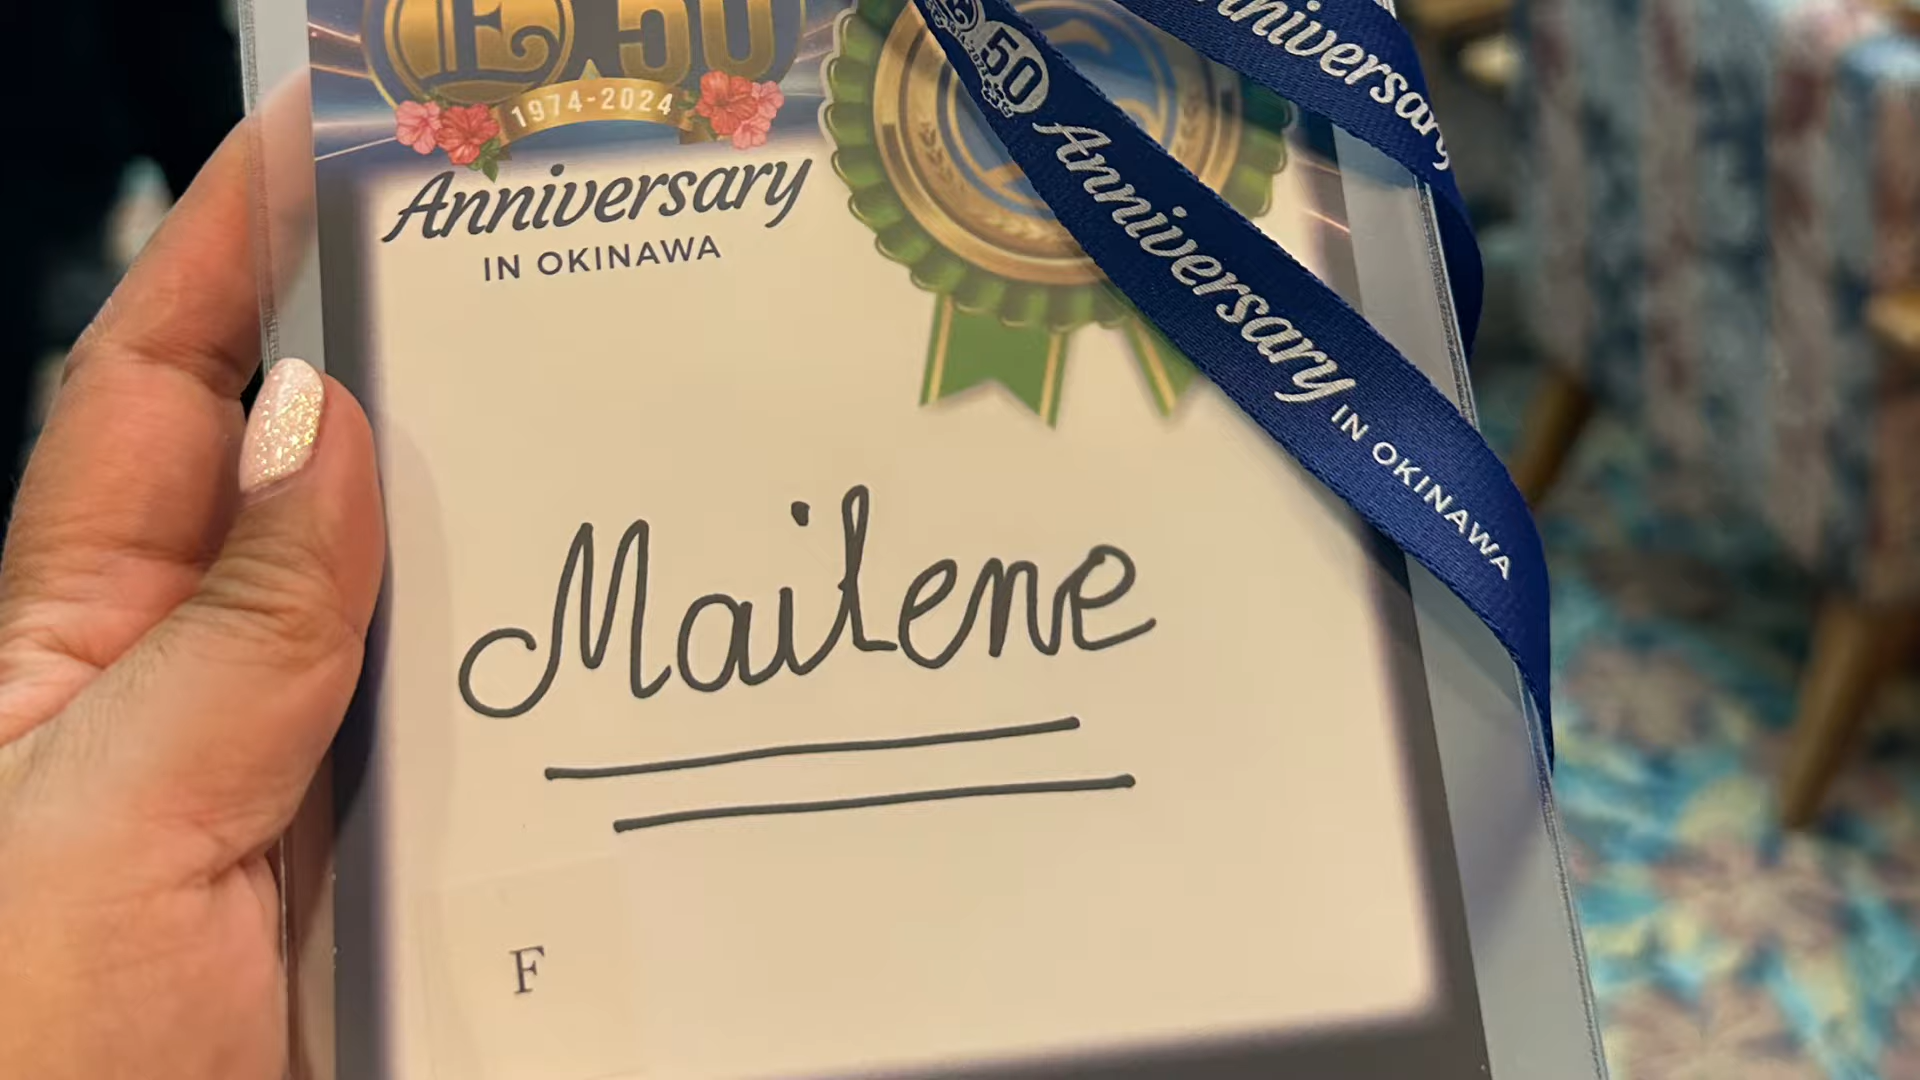 E 50
1974-2024
Anniversary
IN OKINAWA
50
Anniversary IN OKINAWA
Anniversary
Mailene
F